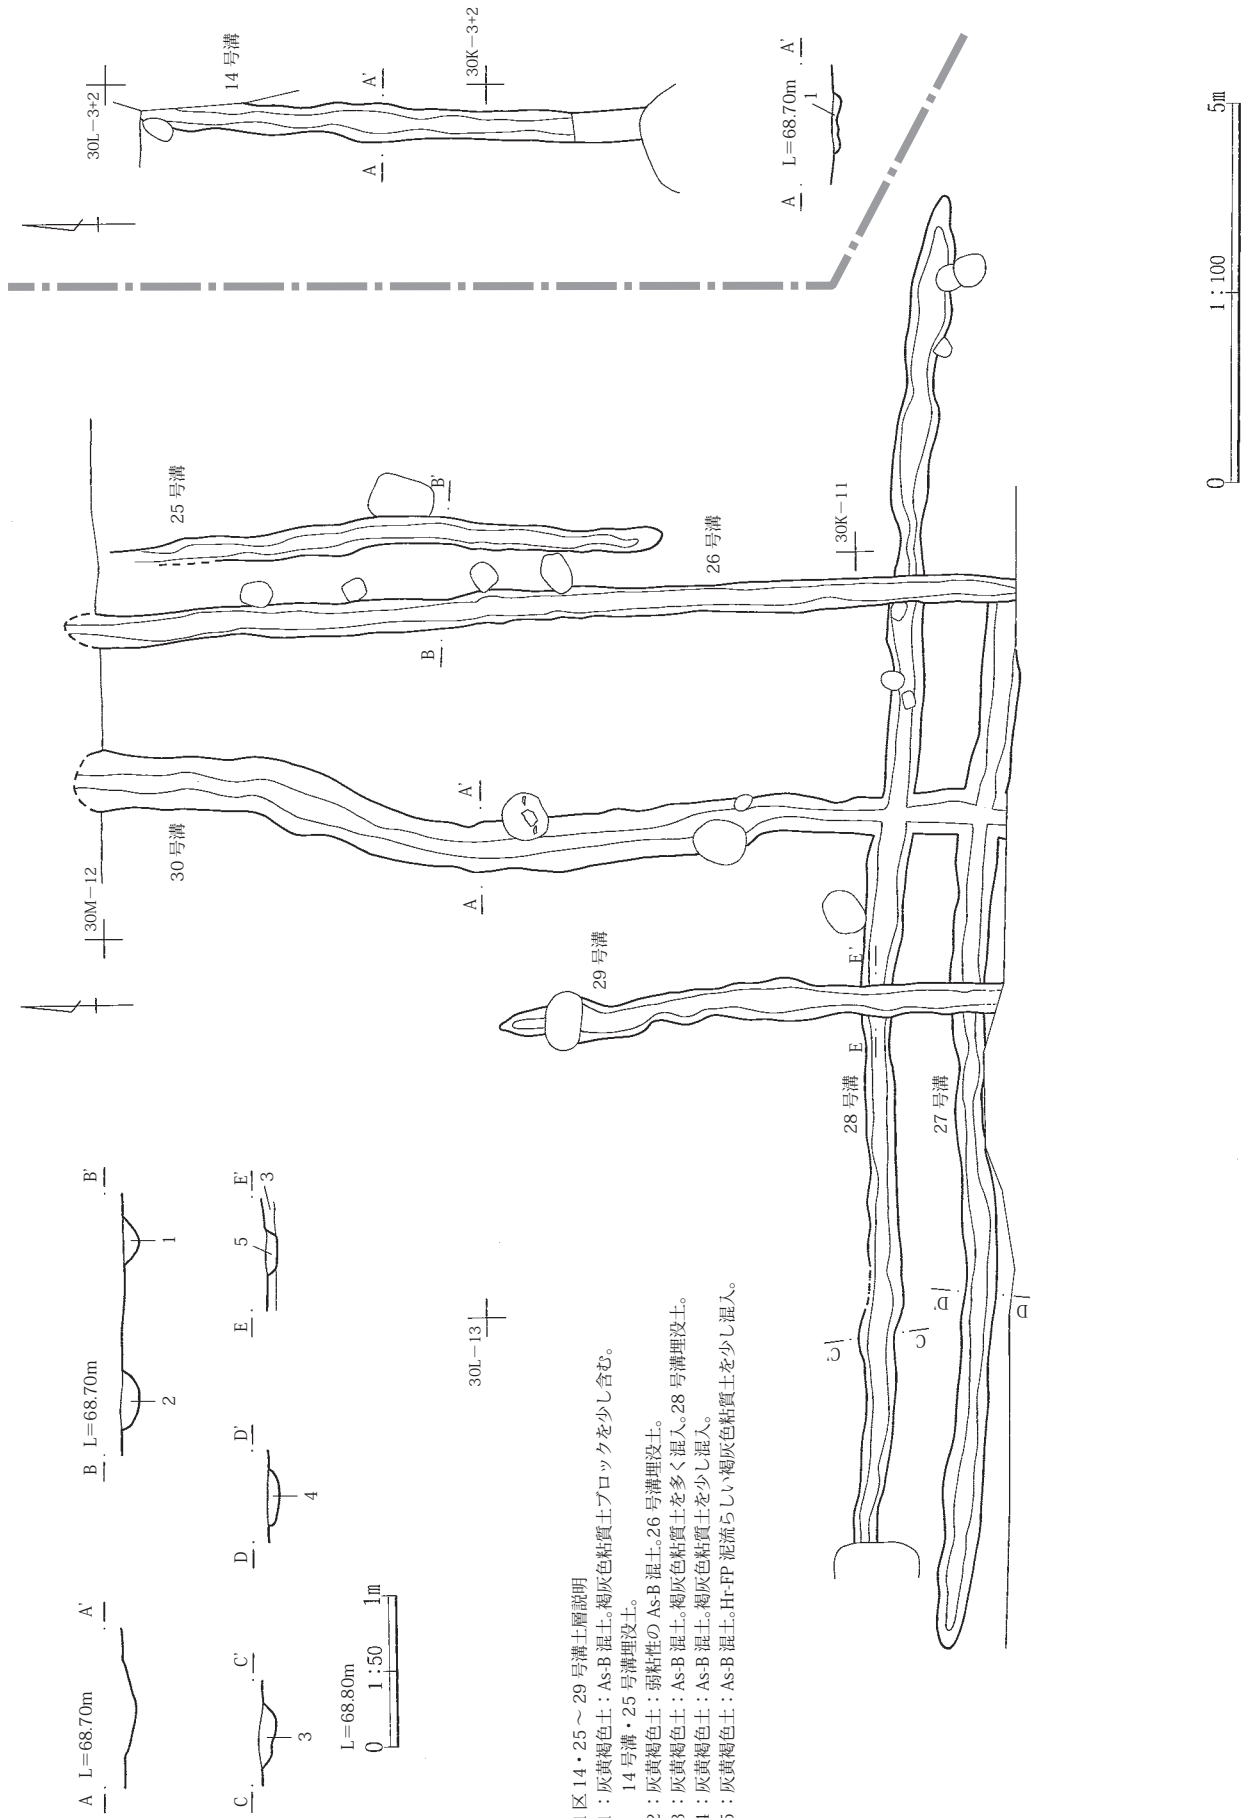 30L−3+2
14号溝
A
A'
30K−3+2
A L=68.70m A'
1
30M−12
30号溝
25号溝
26号溝
29号溝
28号溝
27号溝
A
A'
B
B'
30K−11
E
E'
C
C'
D
D'
30L−13
A L=68.70m A'
B L=68.70m B'
2
1
C
C'
3
D
D'
4
E
E'
5
3
L=68.80m
0 1:50 1m
区14・25～29号溝土層説明
:灰黄褐色土:As-B混土。褐灰色粘質土ブロックを少し含む。
14号溝・25号溝埋没土。
2:灰黄褐色土:弱粘性のAs-B混土。26号溝埋没土。
3:灰黄褐色土:As-B混土。褐灰色粘質土を多く混入。28号溝埋没土。
:灰黄褐色土:As-B混土。褐灰色粘質土を少し混入。
5:灰黄褐色土:As-B混土。Hr-FP泥流らしい褐灰色粘質土を少し混入。
0 1:100 5m